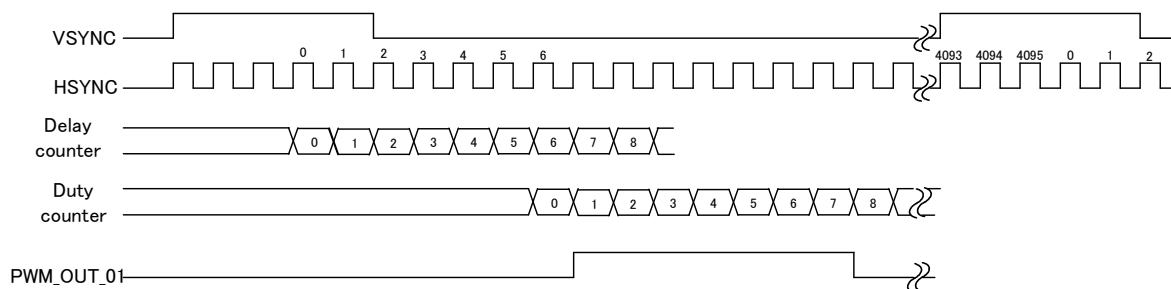 VSYNC
0 1 2 3 4 5 6 4093 4094 4095 0 1 2
HSYNC
Delay
counter
0 1 2 3 4 5 6 7 8
Duty
counter
0 1 2 3 4 5 6 7 8
PWM_OUT_01